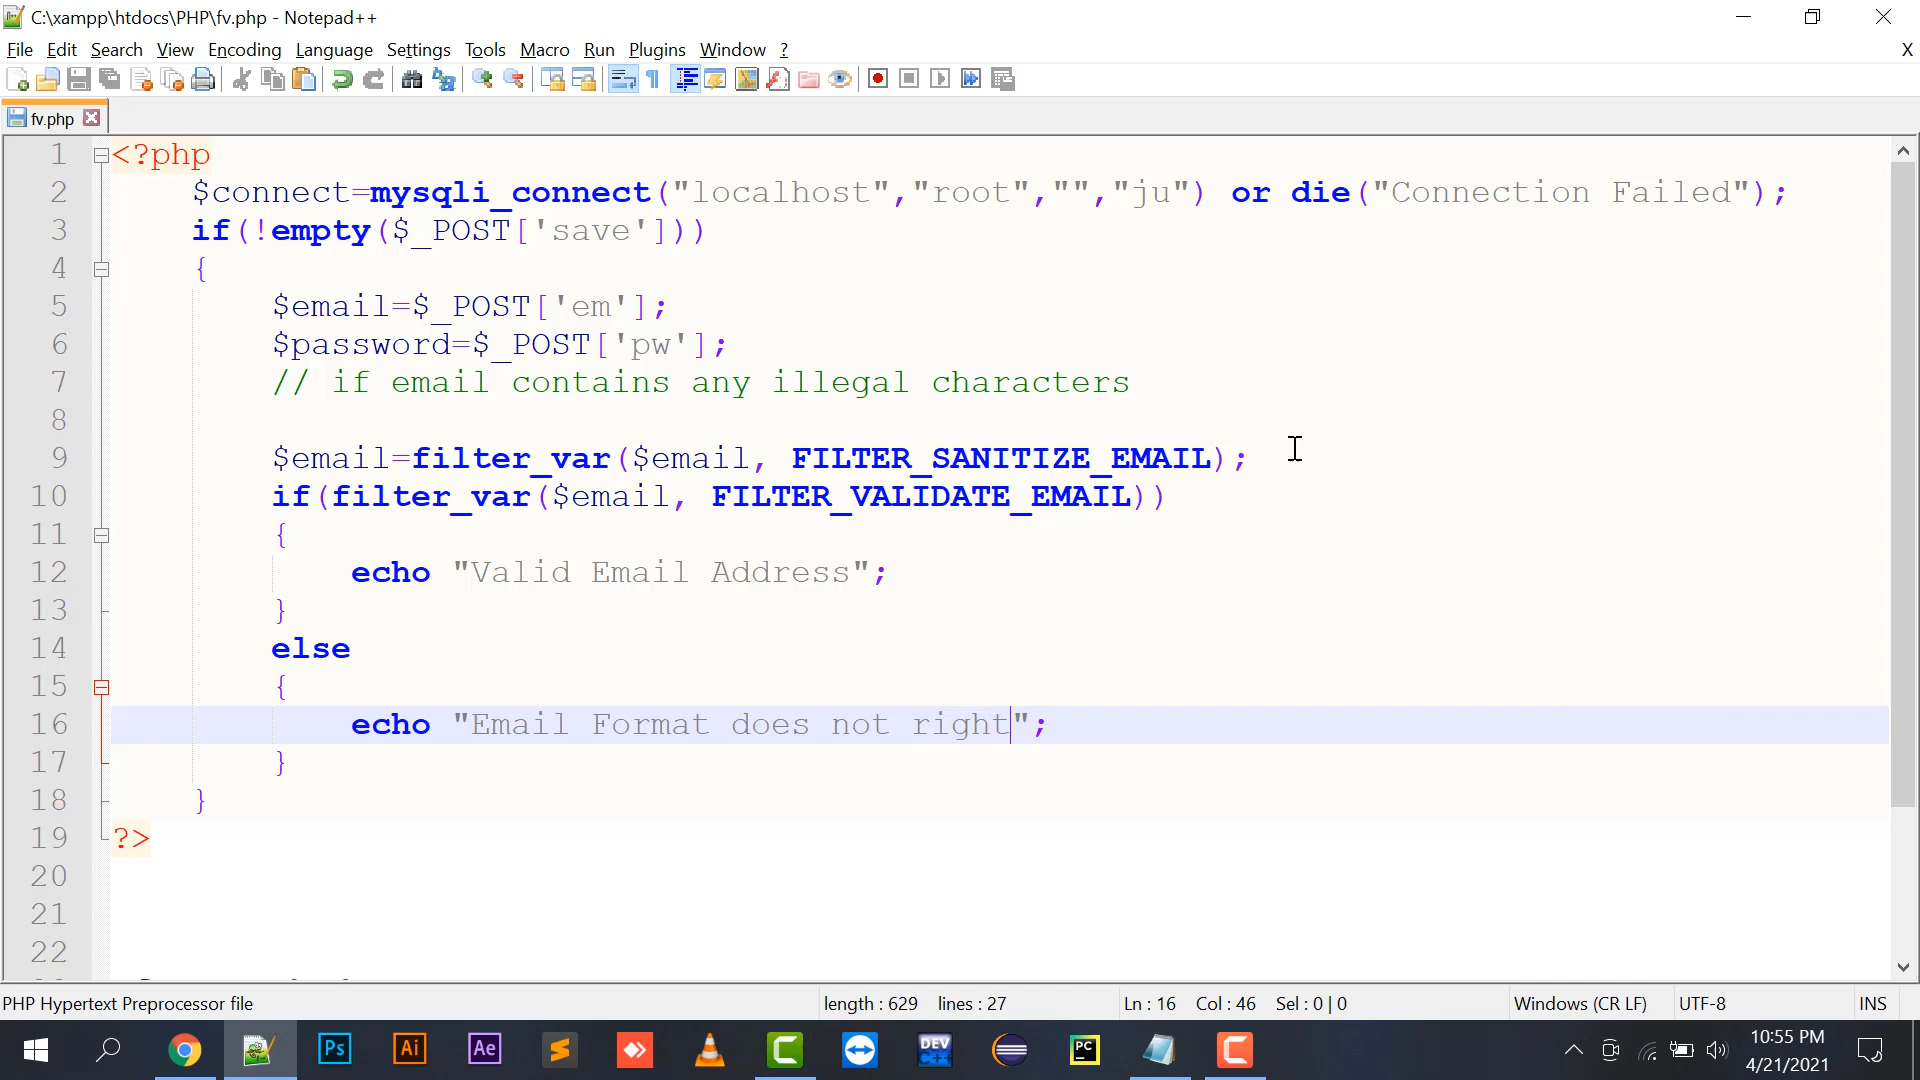 C:\xampp\htdocs\PHP\fv.php - Notepad++
File Edit Search View Encoding Language Settings Tools Macro Run Plugins Window ? X
fv.php
1 <?php
2 $connect=mysqli_connect("localhost","root","","ju") or die("Connection Failed");
3 if(!empty($_POST['save']))
4 {
5 $email=$_POST['em'];
6 $password=$_POST['pw'];
7 // if email contains any illegal characters
8
9 $email=filter_var($email, FILTER_SANITIZE_EMAIL);
10 if(filter_var($email, FILTER_VALIDATE_EMAIL))
11 {
12 echo "Valid Email Address";
13 }
14 else
15 {
16 echo "Email Format does not right";
17 }
18 }
19 ?>
20
21
22
PHP Hypertext Preprocessor file length : 629 lines : 27 Ln : 16 Col : 46 Sel : 0 | 0 Windows (CR LF) UTF-8 INS
Ps Ai Ae DEV C++ PC
10:55 PM
4/21/2021